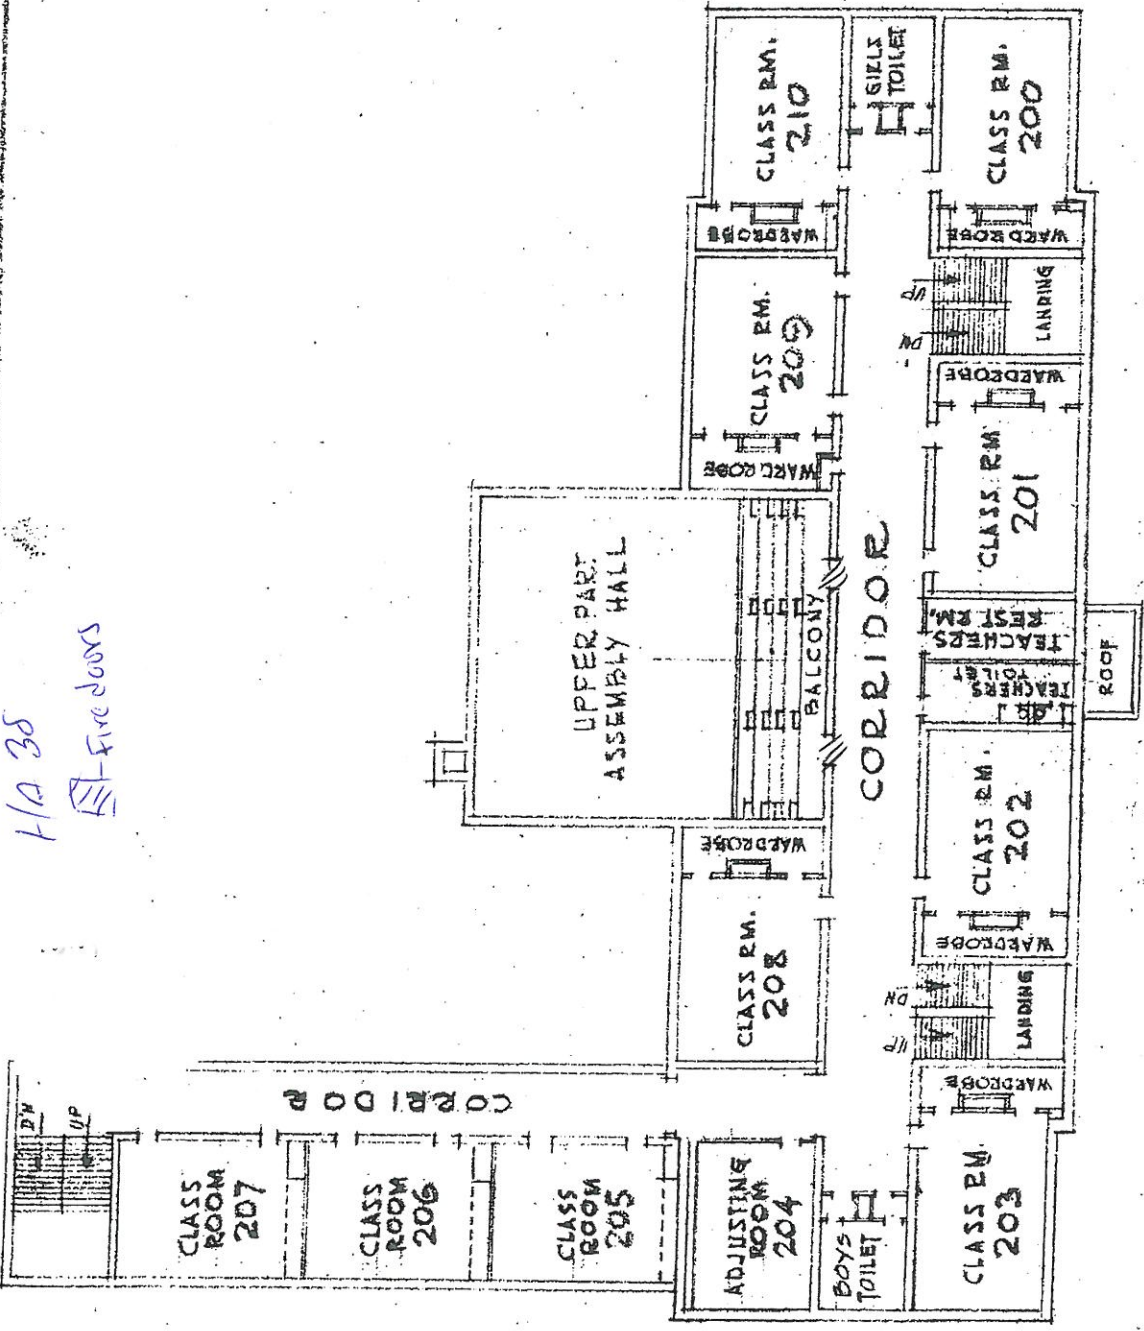 Fire doors
CLASS RM.
210
GIRLS
TOILET
CLASS RM.
200
WARDROBE
WARDROBE
CLASS RM.
209
UP
DN
LANDING
WARDROBE
WARDROBE
CLASS RM
201
UPPER PART
ASSEMBLY HALL
BALCONY
CORRIDOR
TEACHERS
REST RM.
TEACHERS
TOILET
ROOF
WARDROBE
CLASS RM.
202
WARDROBE
CLASS RM.
208
DN
UP
LANDING
WARDROBE
CORRIDOR
DN
UP
CLASS
ROOM
207
CLASS
ROOM
206
CLASS
ROOM
205
ADJUSTING
ROOM
204
BOYS
TOILET
CLASS RM.
203